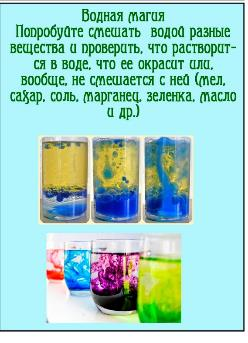 Водная магия
Попробуйте смешать  водой разные
вещества и проверить, что растворит-
ся в воде, что ее окрасит или,
вообще, не смешается с ней (мел,
сахар, соль, марганец, зеленка, масло
и др.)